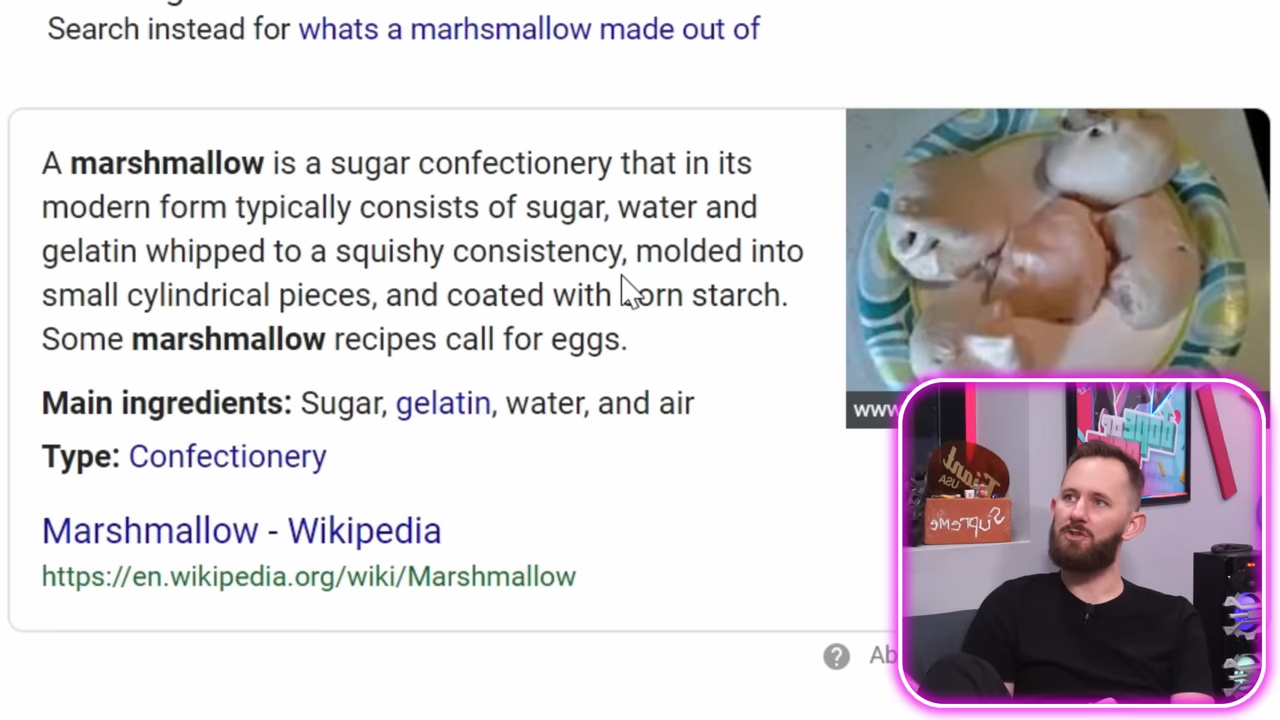 Search instead for whats a marhsmallow made out of
A marshmallow is a sugar confectionery that in its
modern form typically consists of sugar, water and
gelatin whipped to a squishy consistency, molded into
small cylindrical pieces, and coated with corn starch.
Some marshmallow recipes call for eggs.
Main ingredients: Sugar, gelatin, water, and air
Type: Confectionery
www
Marshmallow - Wikipedia
https://en.wikipedia.org/wiki/Marshmallow
USA
Supreme
Ab